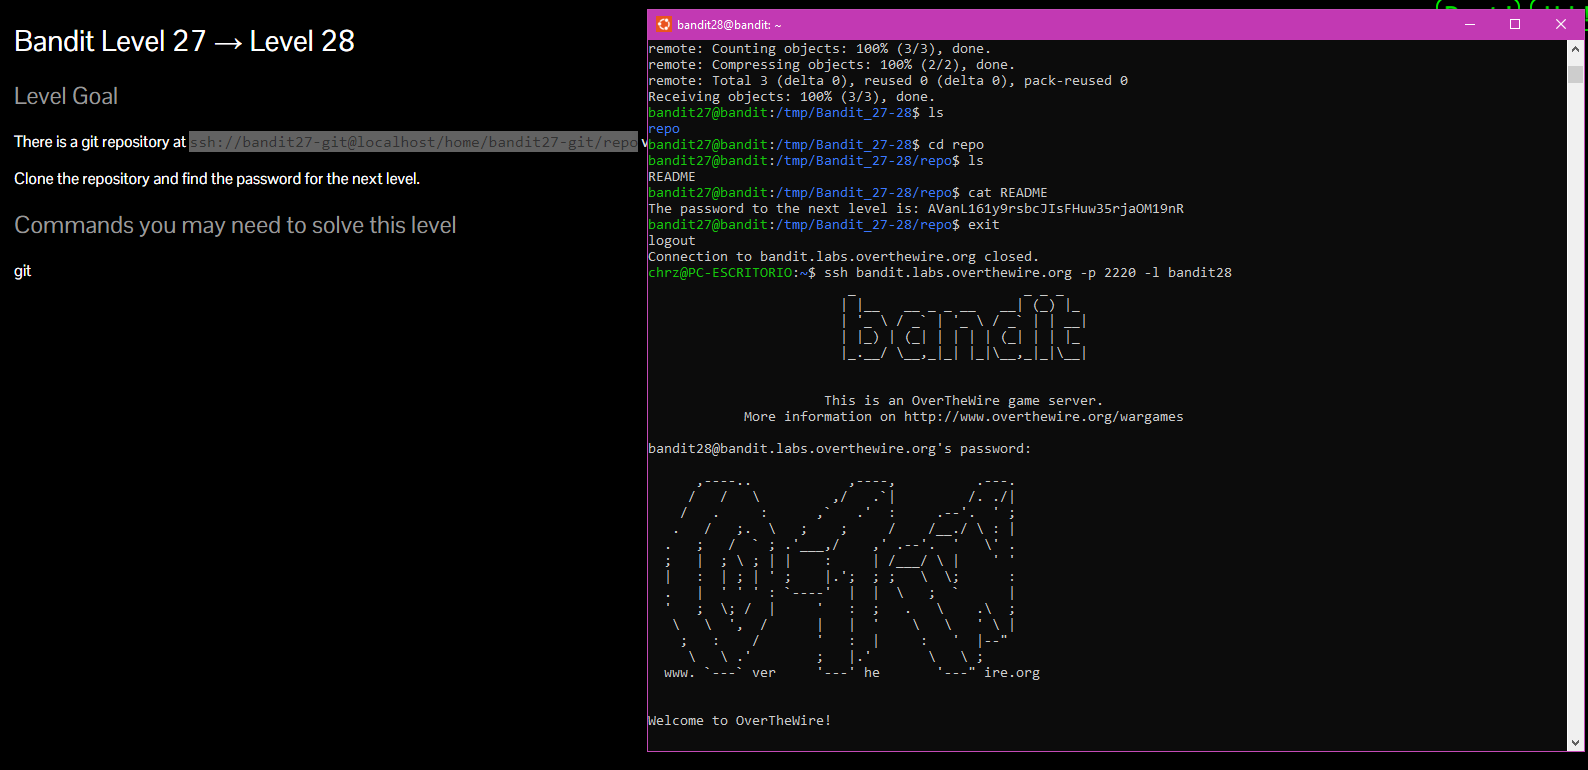 Bandit Level 27 → Level 28
Level Goal
There is a git repository at ssh://bandit27-git@localhost/home/bandit27-git/repo v
Clone the repository and find the password for the next level.
Commands you may need to solve this level
git
bandit28@bandit: ~
remote: Counting objects: 100% (3/3), done.
remote: Compressing objects: 100% (2/2), done.
remote: Total 3 (delta 0), reused 0 (delta 0), pack-reused 0
Receiving objects: 100% (3/3), done.
bandit27@bandit:/tmp/Bandit_27-28$ ls
repo
bandit27@bandit:/tmp/Bandit_27-28$ cd repo
bandit27@bandit:/tmp/Bandit_27-28/repo$ ls
README
bandit27@bandit:/tmp/Bandit_27-28/repo$ cat README
The password to the next level is: AVanL161y9rsbcJIsFHuw35rjaOM19nR
bandit27@bandit:/tmp/Bandit_27-28/repo$ exit
logout
Connection to bandit.labs.overthewire.org closed.
chrz@PC-ESCRITORIO:~$ ssh bandit.labs.overthewire.org -p 2220 -l bandit28
bandit
This is an OverTheWire game server.
More information on http://www.overthewire.org/wargames
bandit28@bandit.labs.overthewire.org's password:
www. ver he ire.org
Welcome to OverTheWire!